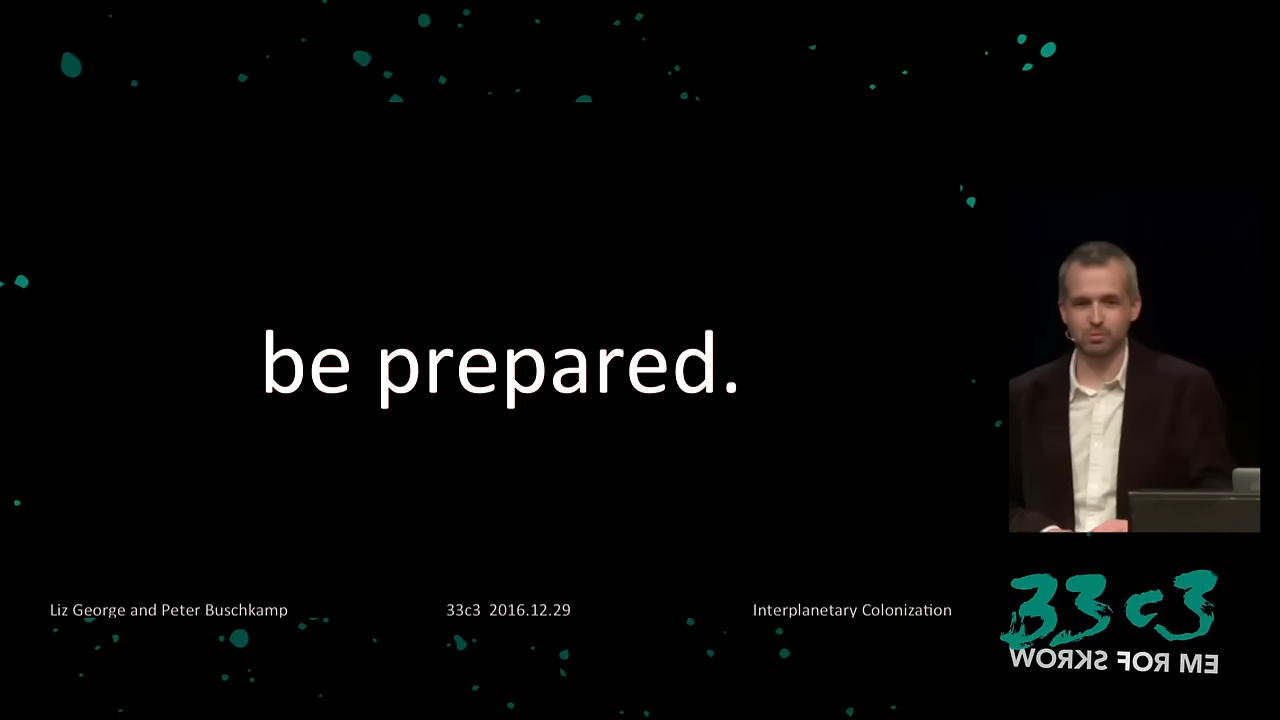 be prepared.
Liz George and Peter Buschkamp
33c3 2016.12.29
Interplanetary Colonization
33c3
WORKS FOR ME